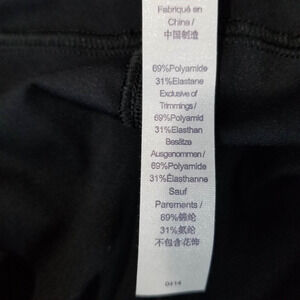 Fabriqué en
China /
中国制造
69%Polyamide
31%Elastane
Exclusive of
Trimmings /
69%Polyamid
31%Elasthan
Besätze
Ausgenommen /
69%Polyamide
31%Élasthanne
Sauf
Parements /
69%锦纶
31%氨纶
不包含花饰
0414